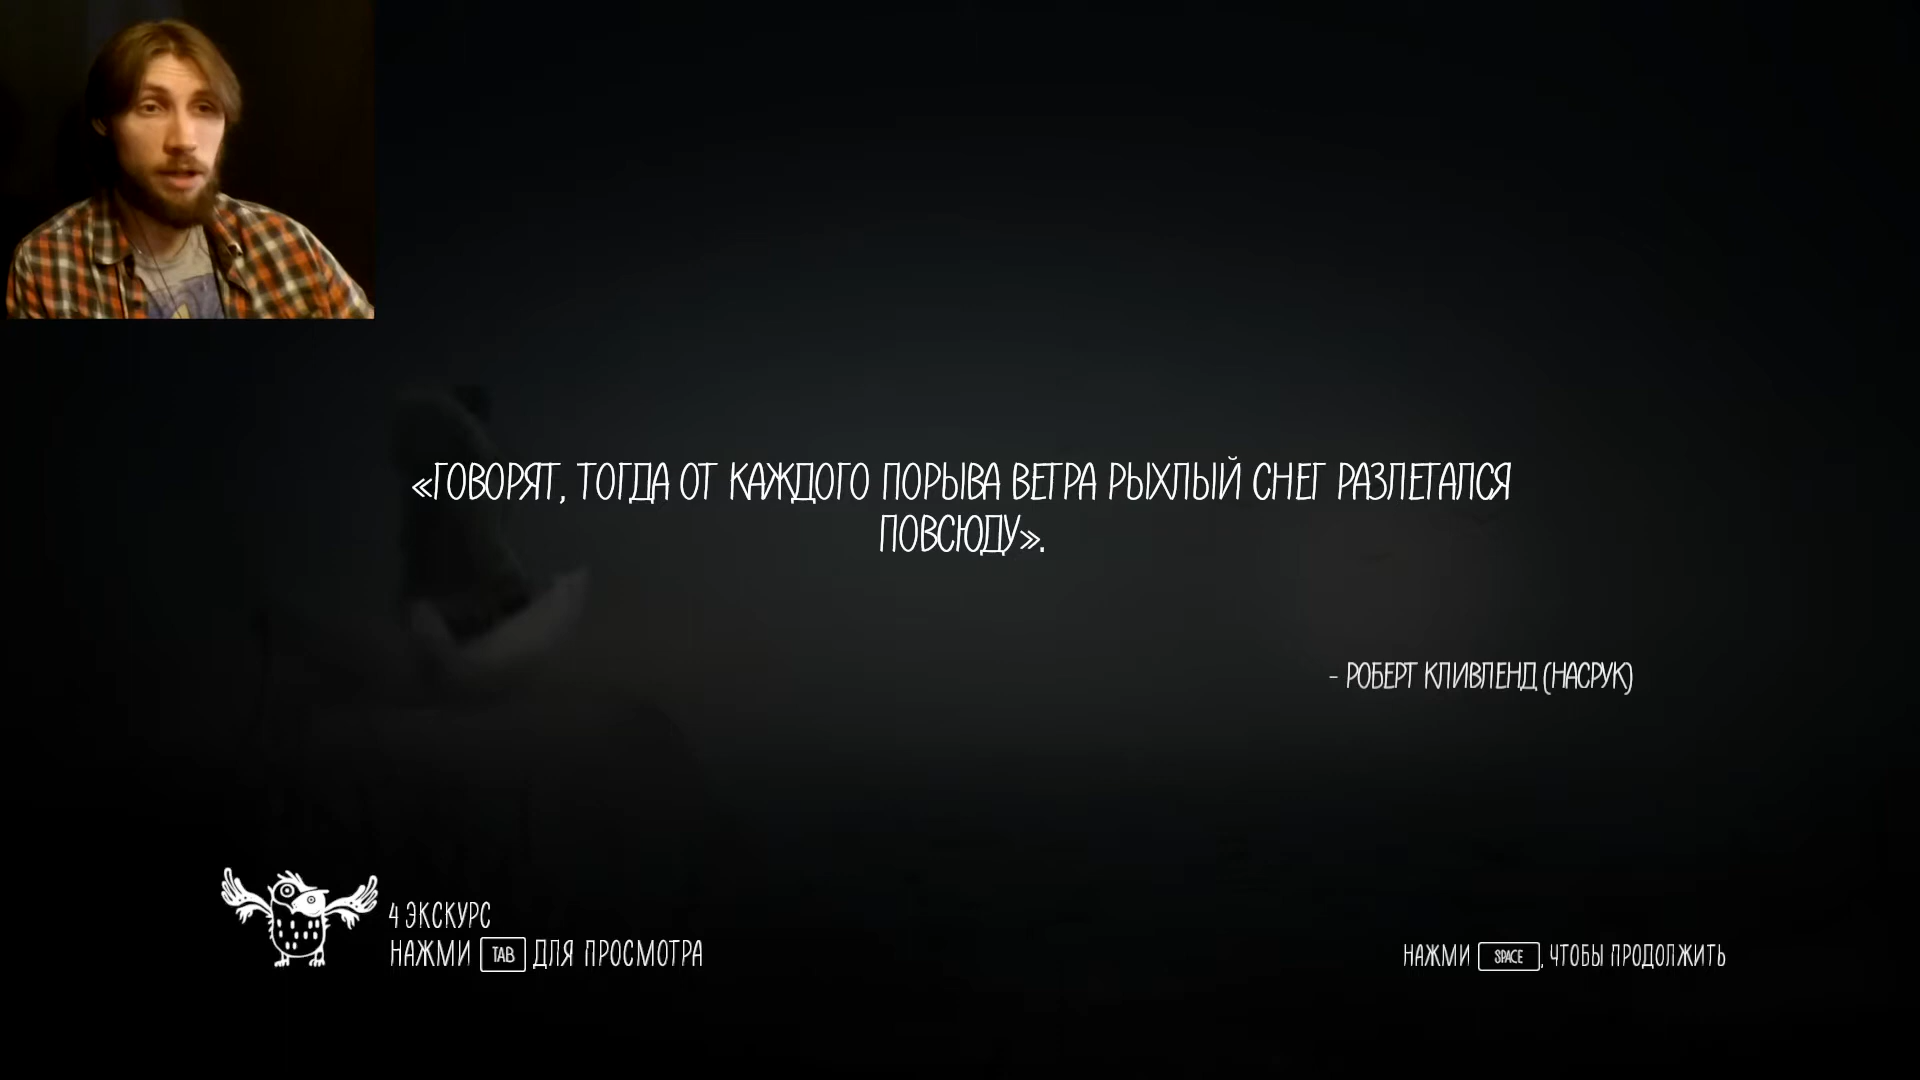 «ГОВОРЯТ, ТОГДА ОТ КАЖДОГО ПОРЫВА ВЕТРА РЫХЛЫЙ СНЕГ РАЗЛЕТАЛСЯ
ПОВСЮДУ».
- РОБЕРТ КЛИВЛЕНД (НАСРУК)
4 ЭКСКУРС
НАЖМИ TAB ДЛЯ ПРОСМОТРА
НАЖМИ SPACE, ЧТОБЫ ПРОДОЛЖИТЬ